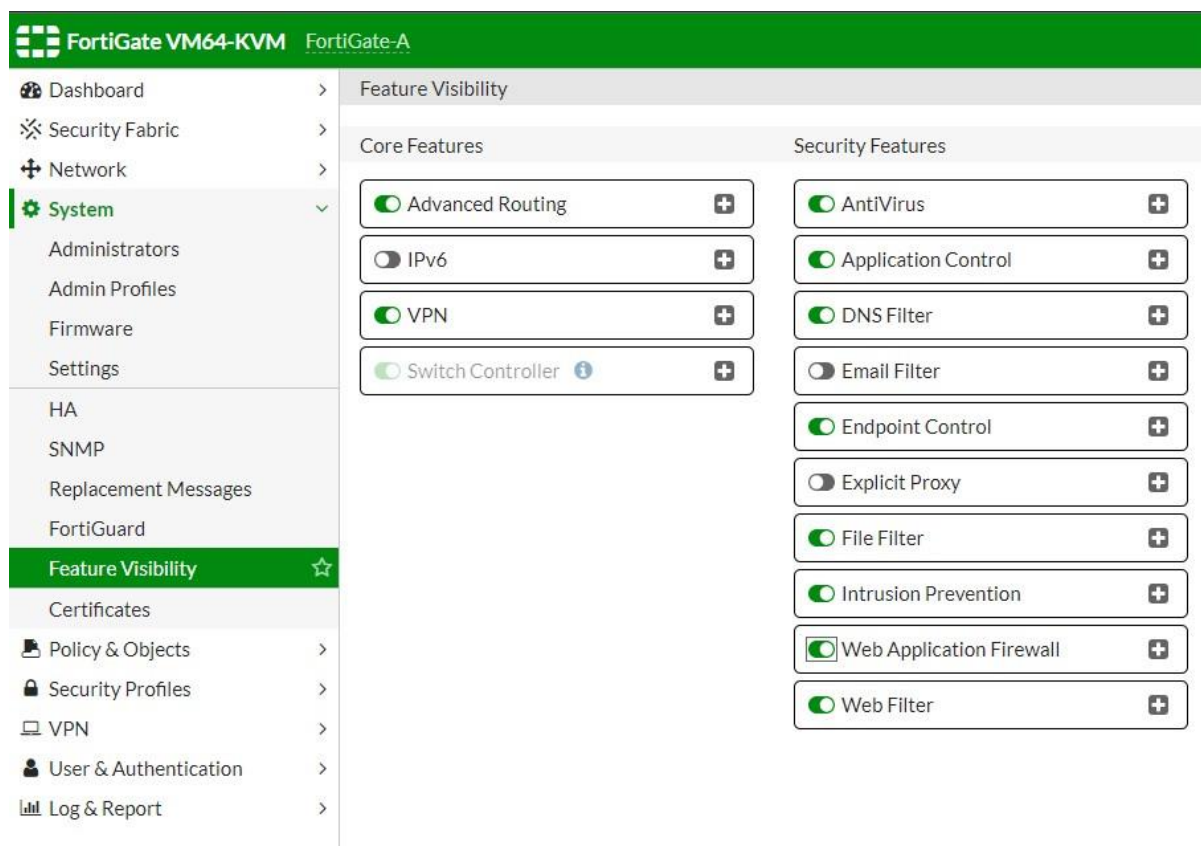 FortiGate VM64-KVM FortiGate-A
Dashboard
Security Fabric
Network
System
Administrators
Admin Profiles
Firmware
Settings
HA
SNMP
Replacement Messages
FortiGuard
Feature Visibility
Certificates
Policy & Objects
Security Profiles
VPN
User & Authentication
Log & Report
Feature Visibility
Core Features
Advanced Routing
IPv6
VPN
Switch Controller
Security Features
AntiVirus
Application Control
DNS Filter
Email Filter
Endpoint Control
Explicit Proxy
File Filter
Intrusion Prevention
Web Application Firewall
Web Filter